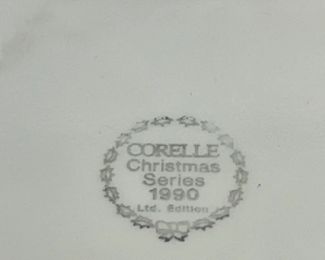 CORELLE
Christmas
Series
1990
Ltd. Edition